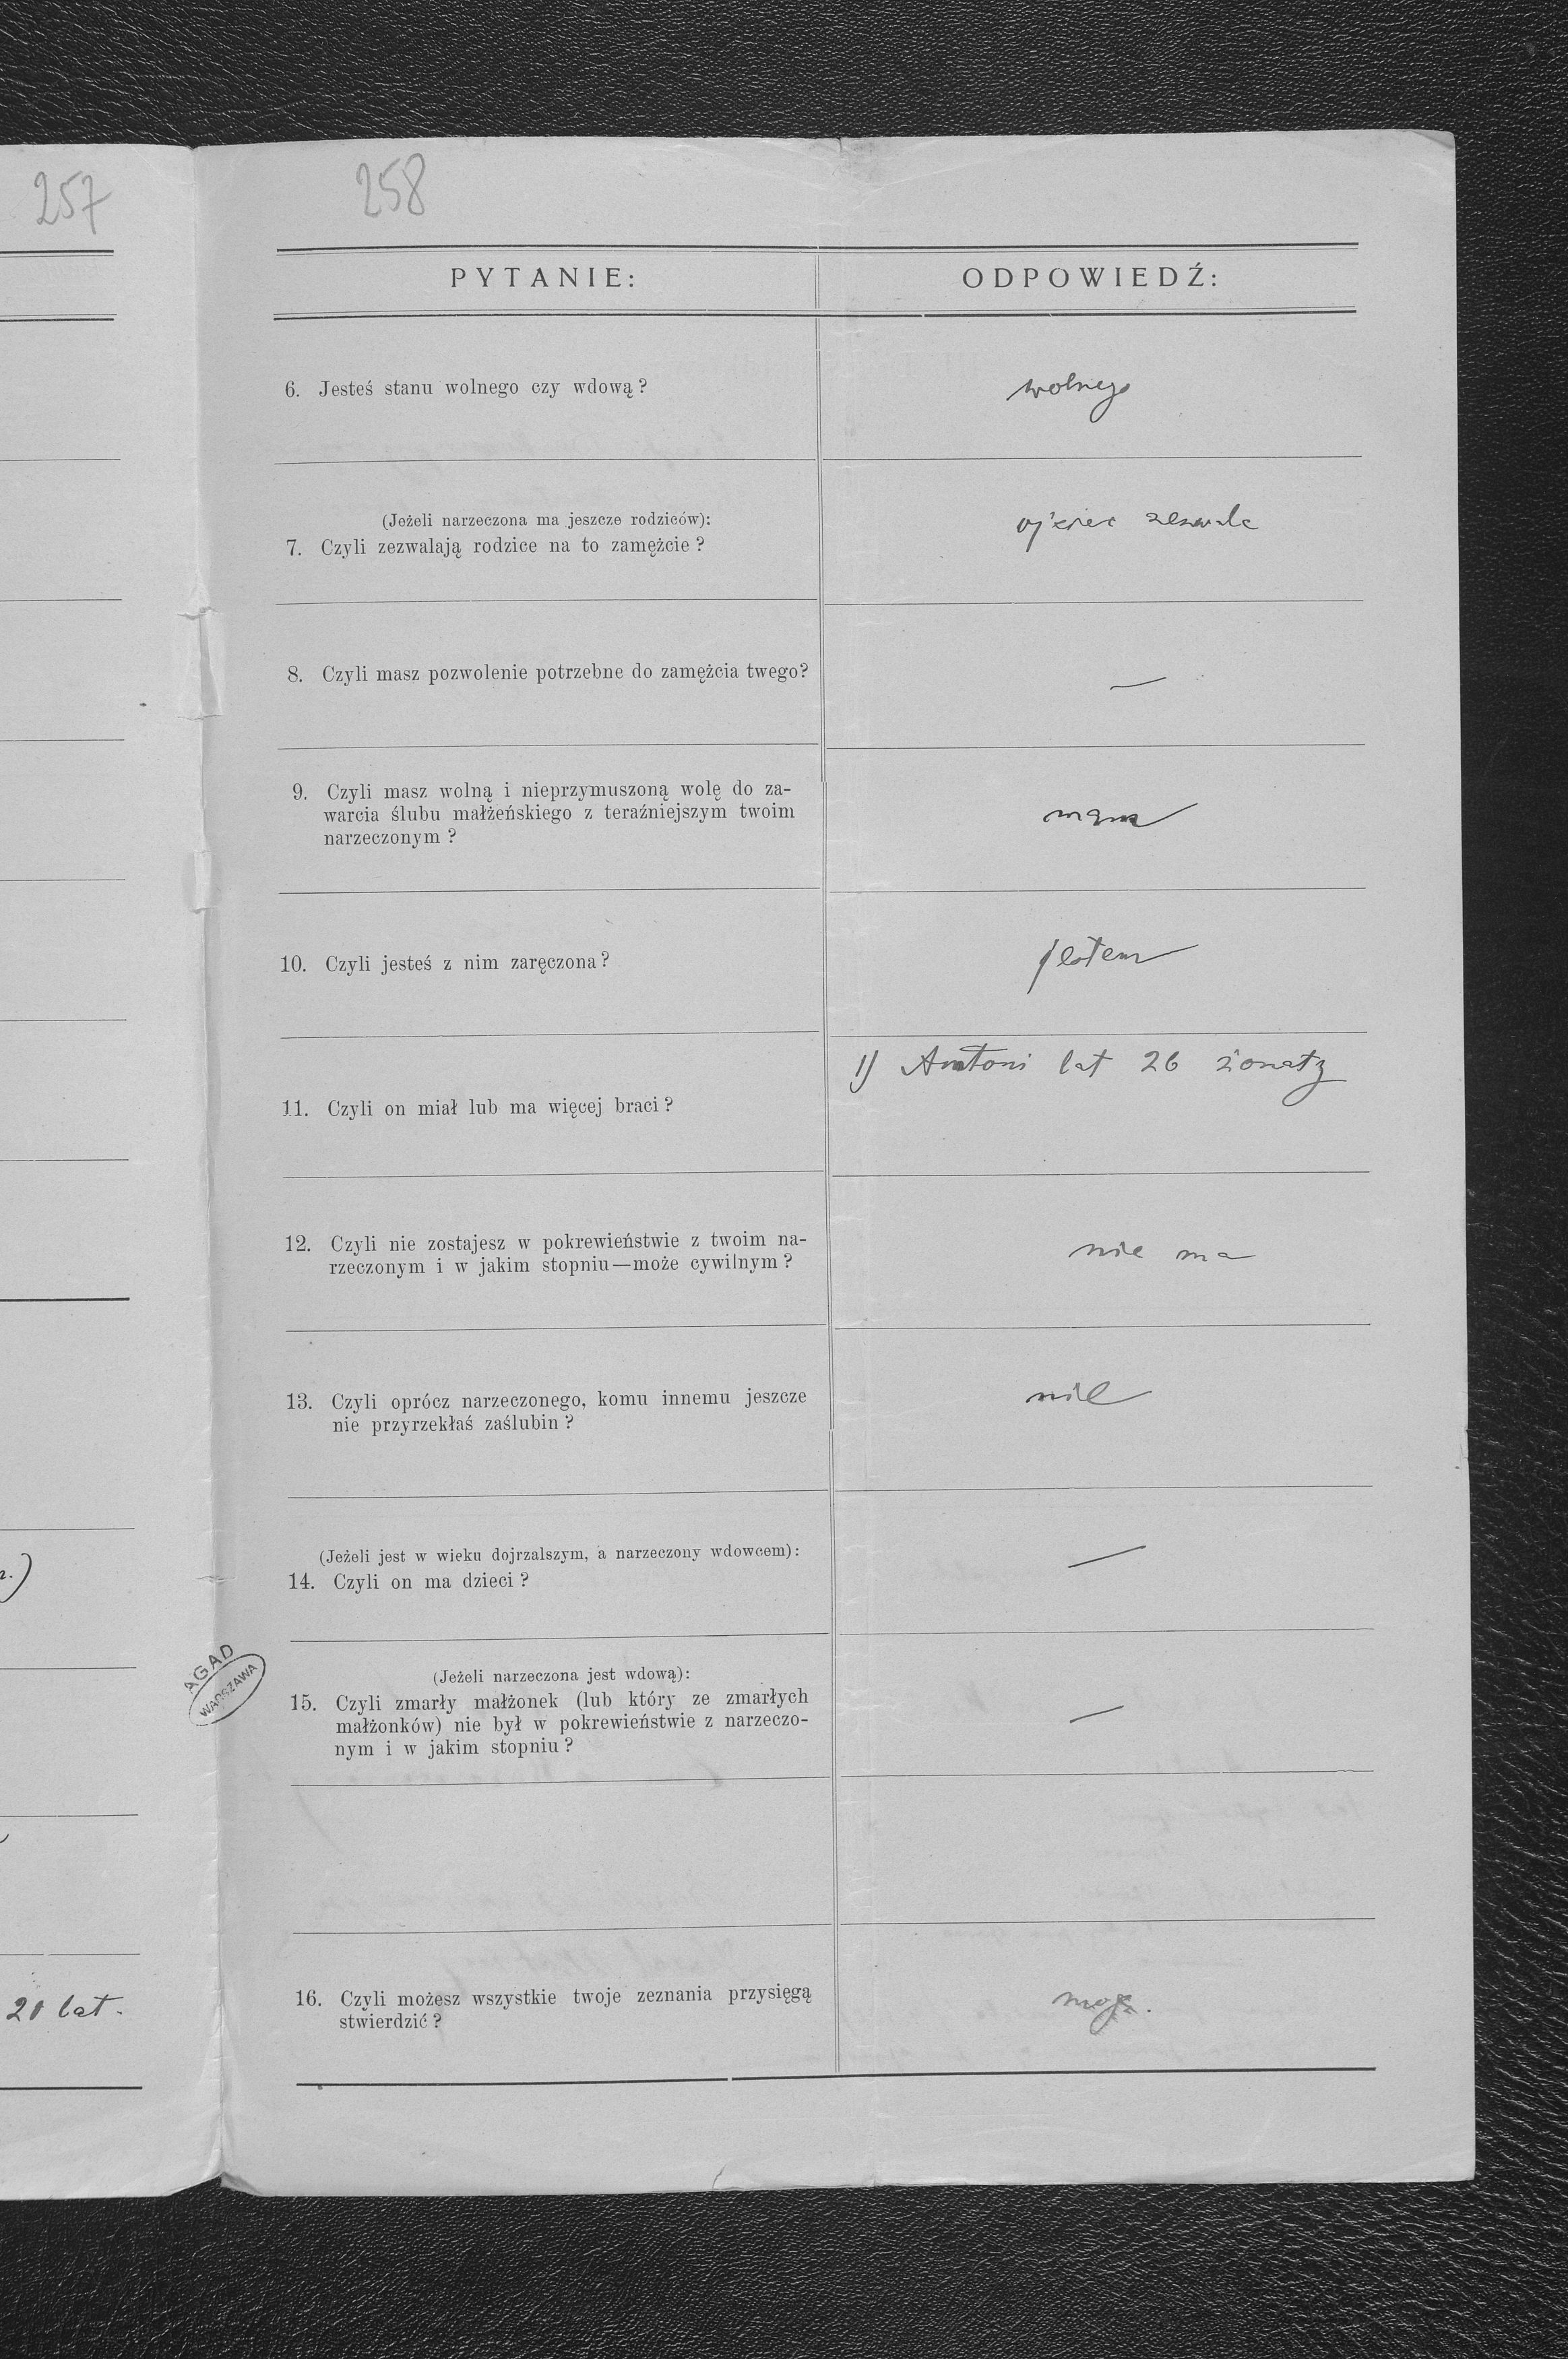 257
258
PYTANIE:
ODPOWIEDŹ:
6. Jesteś stanu wolnego czy wdową?
wolnego
(Jeżeli narzeczona ma jeszcze rodziców):
7. Czyli zezwalają rodzice na to zamężcie?
ojciec zezwala
8. Czyli masz pozwolenie potrzebne do zamężcia twego?
—
9. Czyli masz wolną i nieprzymuszoną wolę do za-
warcia ślubu małżeńskiego z teraźniejszym twoim
narzeczonym?
mam
10. Czyli jesteś z nim zaręczona?
jestem
11. Czyli on miał lub ma więcej braci?
1) Antoni lat 26 żonaty
12. Czyli nie zostajesz w pokrewieństwie z twoim na-
rzeczonym i w jakim stopniu—może cywilnym?
nie ma
13. Czyli oprócz narzeczonego, komu innemu jeszcze
nie przyrzekłaś zaślubin?
nie
(Jeżeli jest w wieku dojrzalszym, a narzeczony wdowcem):
14. Czyli on ma dzieci?
—
(Jeżeli narzeczona jest wdową):
15. Czyli zmarły małżonek (lub który ze zmarłych
małżonków) nie był w pokrewieństwie z narzeczo-
nym i w jakim stopniu?
—
AGAD
WARSZAWA
16. Czyli możesz wszystkie twoje zeznania przysięgą
stwierdzić?
mogę.
20 lat.